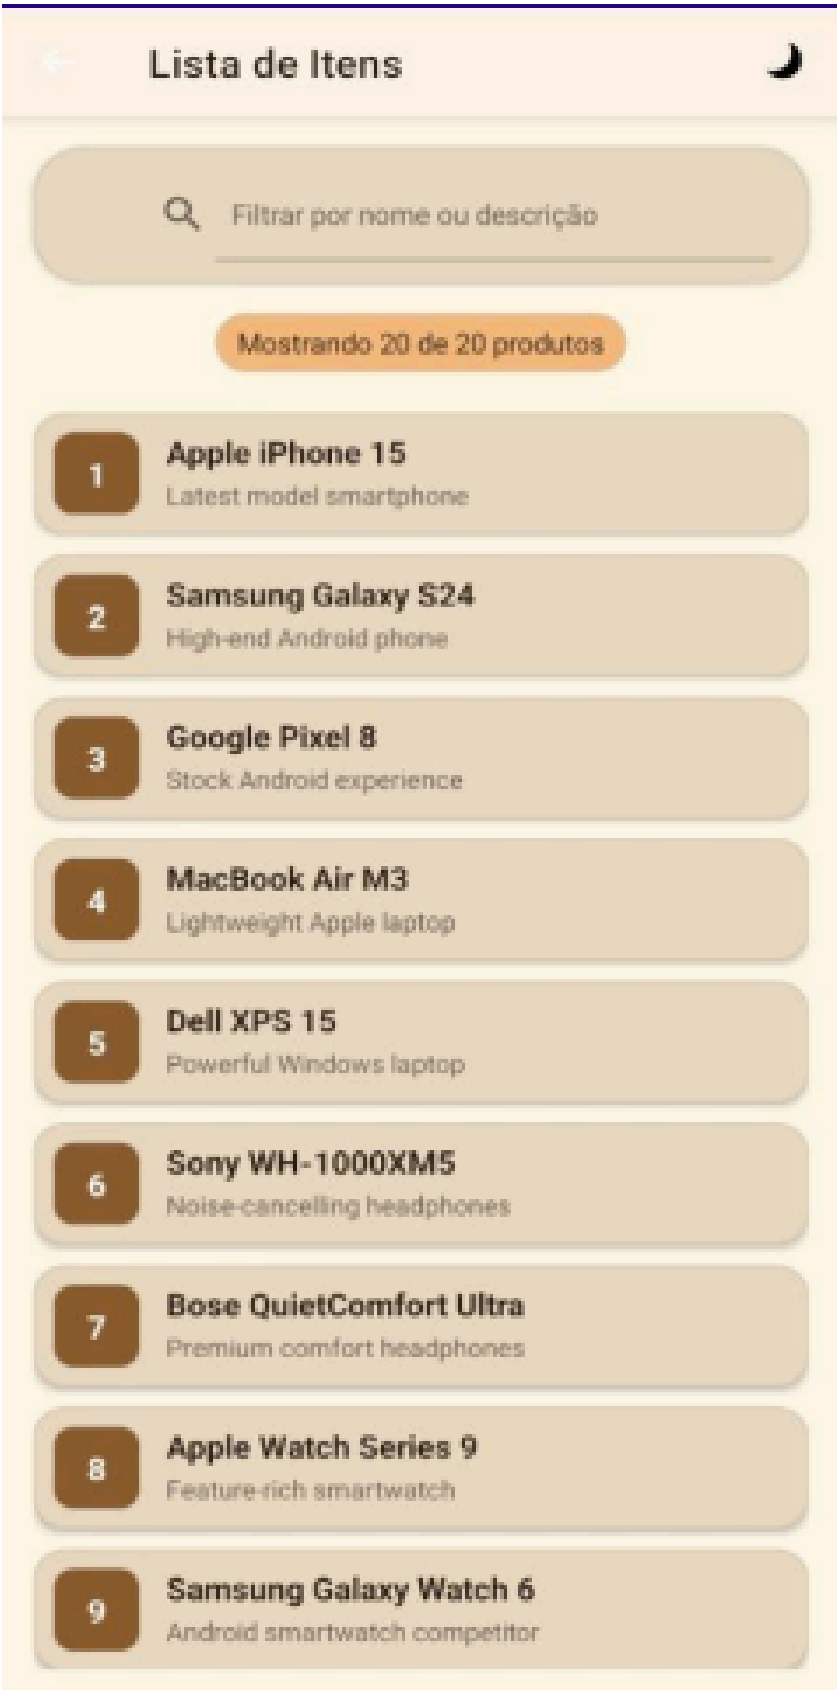 Lista de Itens
Filtrar por nome ou descrição
Mostrando 20 de 20 produtos
1
Apple iPhone 15
Latest model smartphone
2
Samsung Galaxy S24
High-end Android phone
3
Google Pixel 8
Stock Android experience
4
MacBook Air M3
Lightweight Apple laptop
5
Dell XPS 15
Powerful Windows laptop
6
Sony WH-1000XM5
Noise-cancelling headphones
7
Bose QuietComfort Ultra
Premium comfort headphones
8
Apple Watch Series 9
Feature-rich smartwatch
9
Samsung Galaxy Watch 6
Android smartwatch competitor